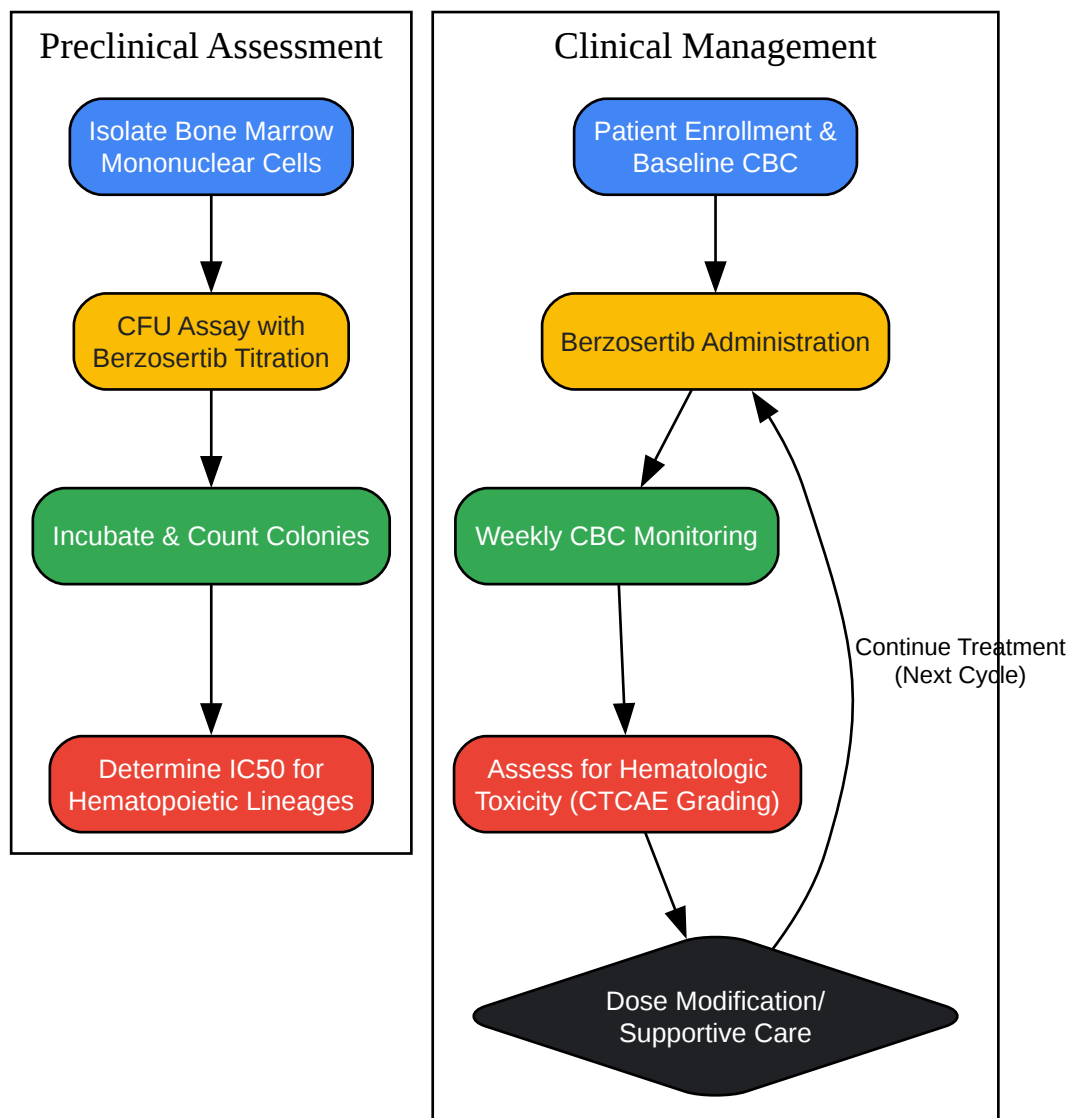 Preclinical Assessment
Isolate Bone Marrow
Mononuclear Cells
CFU Assay with
Berzosertib Titration
Incubate & Count Colonies
Determine IC50 for
Hematopoietic Lineages
Clinical Management
Patient Enrollment &
Baseline CBC
Berzosertib Administration
Weekly CBC Monitoring
Continue Treatment
(Next Cycle)
Assess for Hematologic
Toxicity (CTCAE Grading)
Dose Modification/
Supportive Care